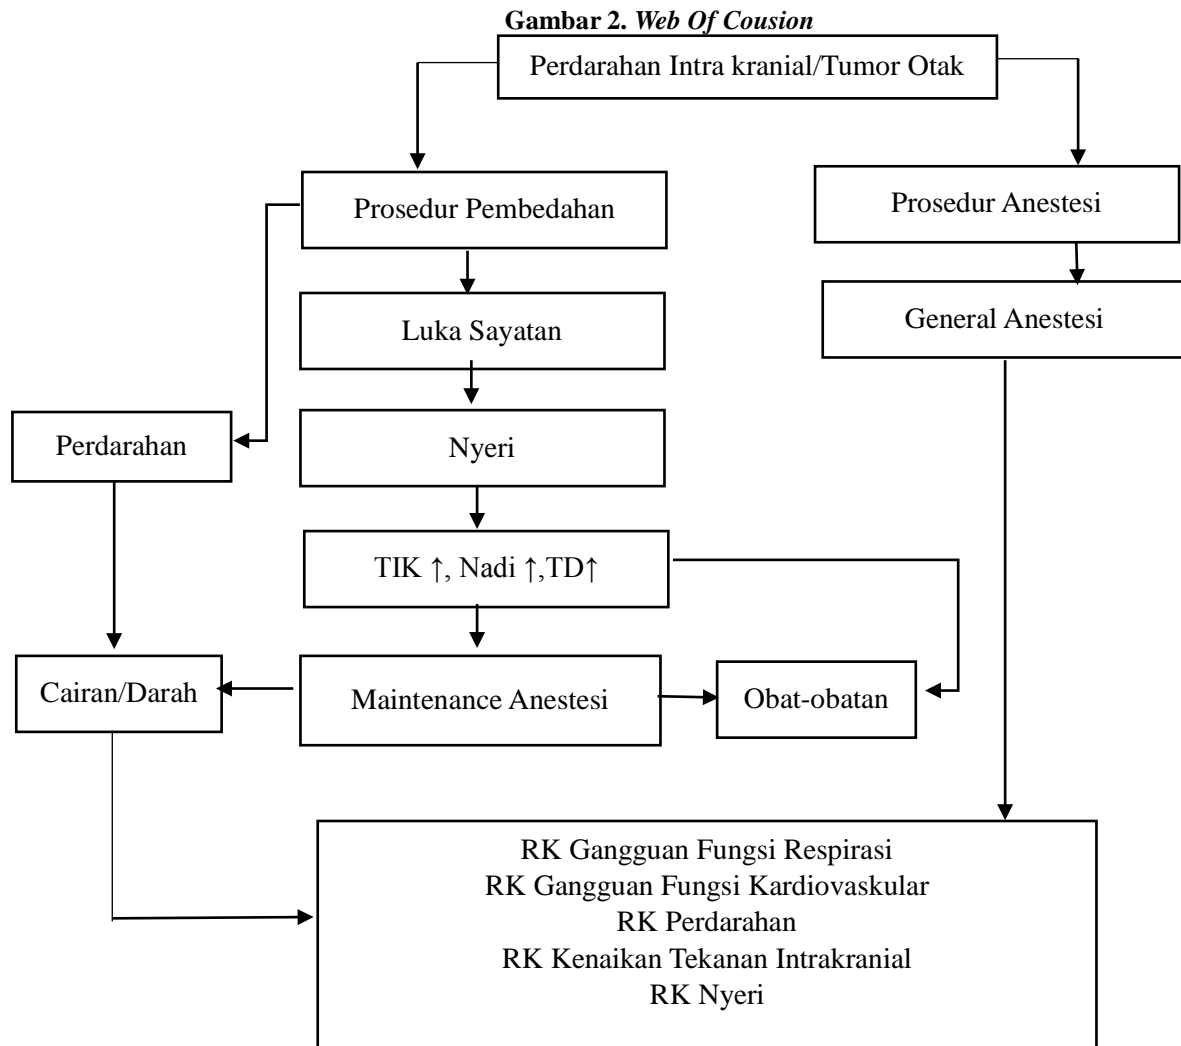 Gambar 2. Web Of Cousion
Perdarahan Intra kranial/Tumor Otak
Prosedur Pembedahan
Prosedur Anestesi
Luka Sayatan
General Anestesi
Perdarahan
Nyeri
TIK ↑, Nadi ↑,TD↑
Cairan/Darah
Maintenance Anestesi
Obat-obatan
RK Gangguan Fungsi Respirasi
RK Gangguan Fungsi Kardiovaskular
RK Perdarahan
RK Kenaikan Tekanan Intrakranial
RK Nyeri